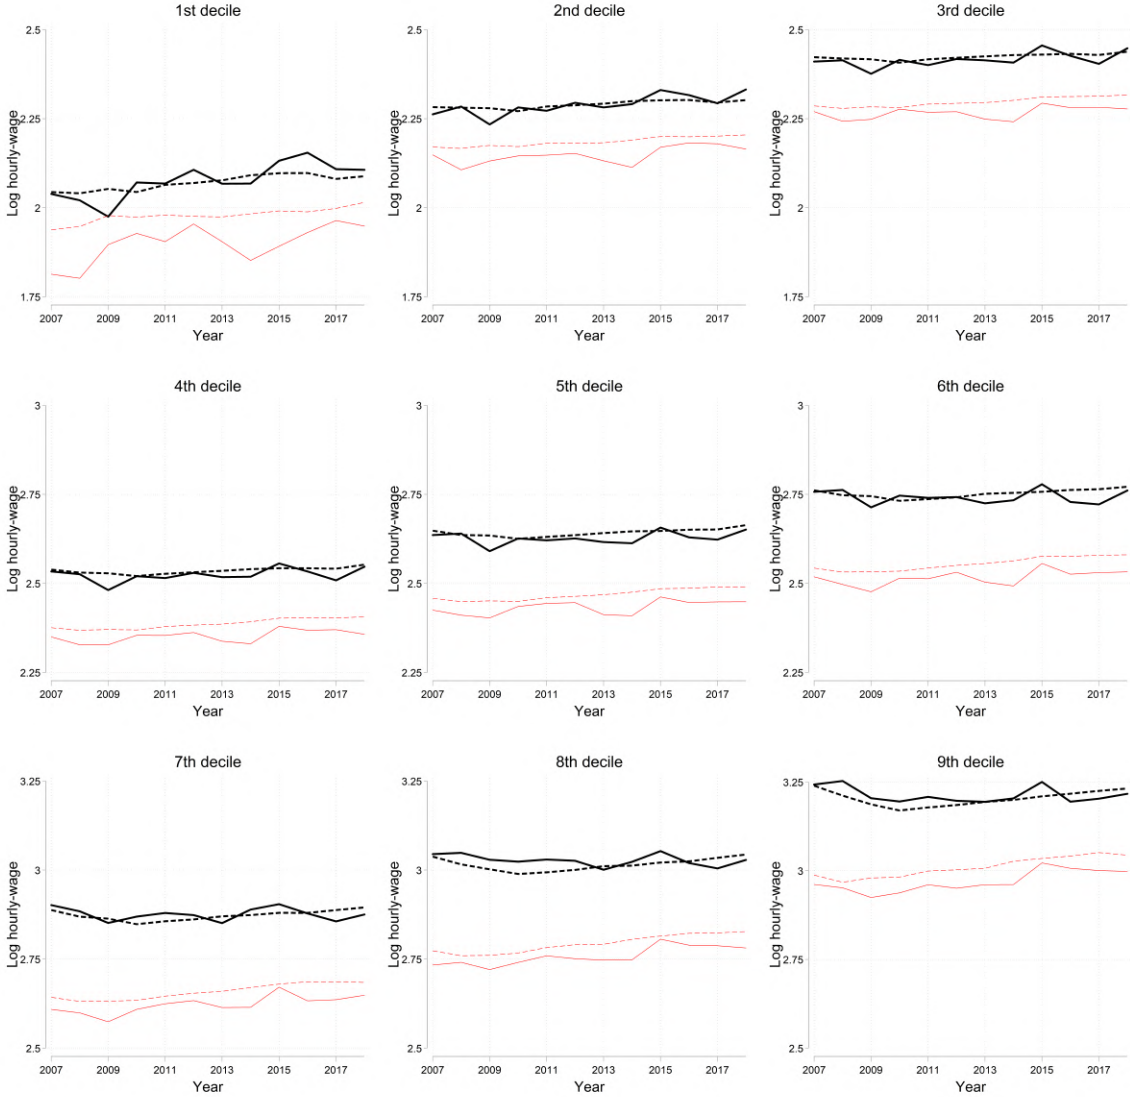 1st decile
Log hourly-wage
2.5
2.25
2
1.75
2007 2009 2011 2013 2015 2017
Year
2nd decile
Log hourly-wage
2.5
2.25
2
1.75
2007 2009 2011 2013 2015 2017
Year
3rd decile
Log hourly-wage
2.5
2.25
2
1.75
2007 2009 2011 2013 2015 2017
Year
4th decile
Log hourly-wage
3
2.75
2.5
2.25
2007 2009 2011 2013 2015 2017
Year
5th decile
Log hourly-wage
3
2.75
2.5
2.25
2007 2009 2011 2013 2015 2017
Year
6th decile
Log hourly-wage
3
2.75
2.5
2.25
2007 2009 2011 2013 2015 2017
Year
7th decile
Log hourly-wage
3.25
3
2.75
2.5
2007 2009 2011 2013 2015 2017
Year
8th decile
Log hourly-wage
3.25
3
2.75
2.5
2007 2009 2011 2013 2015 2017
Year
9th decile
Log hourly-wage
3.25
3
2.75
2.5
2007 2009 2011 2013 2015 2017
Year